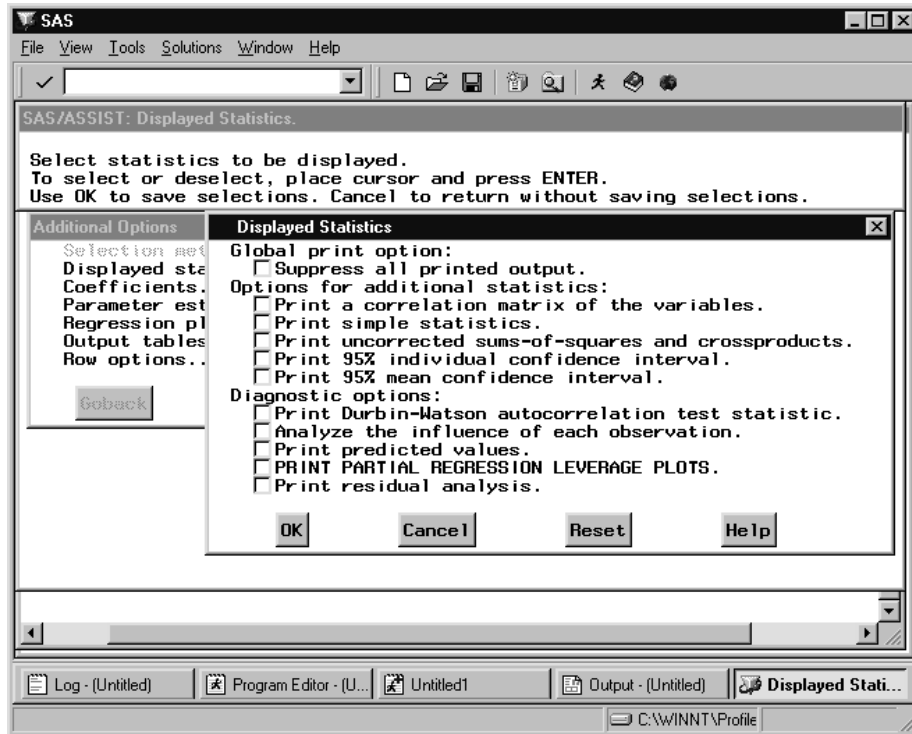 SAS
File View Tools Solutions Window Help
SAS/ASSIST: Displayed Statistics.
Select statistics to be displayed.
To select or deselect, place cursor and press ENTER.
Use OK to save selections. Cancel to return without saving selections.
Additional Options
Selection met
Displayed sta
Coefficients.
Parameter est
Regression pl
Output tables
Row options..
Goback
Displayed Statistics
Global print option:
Suppress all printed output.
Options for additional statistics:
Print a correlation matrix of the variables.
Print simple statistics.
Print uncorrected sums-of-squares and crossproducts.
Print 95% individual confidence interval.
Print 95% mean confidence interval.
Diagnostic options:
Print Durbin-Watson autocorrelation test statistic.
Analyze the influence of each observation.
Print predicted values.
PRINT PARTIAL REGRESSION LEVERAGE PLOTS.
Print residual analysis.
OK Cancel Reset Help
Log - (Untitled) Program Editor - (U... Untitled1 Output - (Untitled) Displayed Stati...
C:\WINNT\Profile